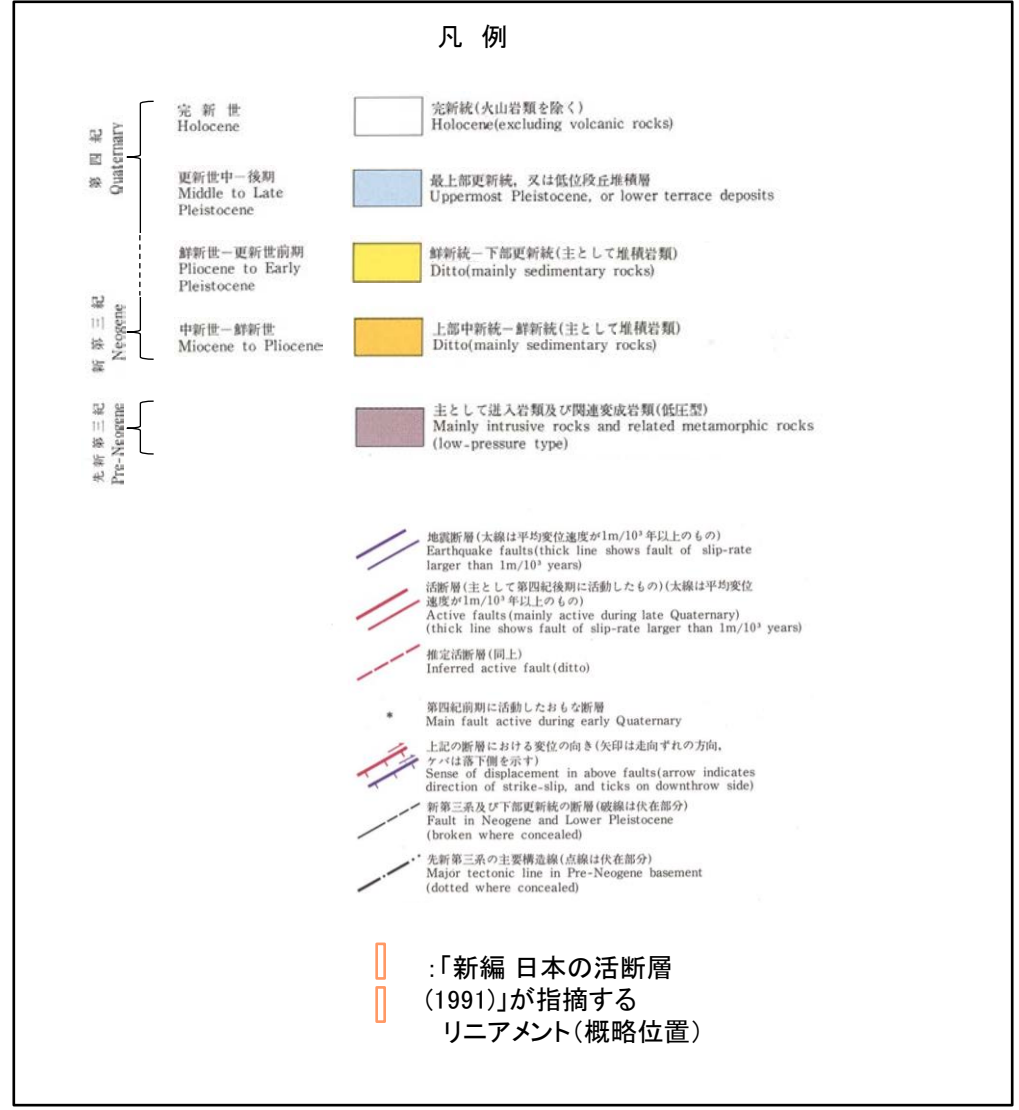 凡 例
第四紀
Quaternary
完 新 世
Holocene
完新統(火山岩類を除く)
Holocene(excluding volcanic rocks)
更新世中－後期
Middle to Late
Pleistocene
最上部更新統，又は低位段丘堆積層
Uppermost Pleistocene, or lower terrace deposits
鮮新世－更新世前期
Pliocene to Early
Pleistocene
鮮新統－下部更新統(主として堆積岩類)
Ditto(mainly sedimentary rocks)
新第三紀
Neogene
中新世－鮮新世
Miocene to Pliocene
上部中新統－鮮新統(主として堆積岩類)
Ditto(mainly sedimentary rocks)
先新第三紀
Pre-Neogene
主として迸入岩類及び関連変成岩類(低圧型)
Mainly intrusive rocks and related metamorphic rocks
(low-pressure type)
地震断層(太線は平均変位速度が1m/10³年以上のもの)
Earthquake faults(thick line shows fault of slip-rate
larger than 1m/10³ years)
活断層(主として第四紀後期に活動したもの)(太線は平均変位
速度が1m/10³年以上のもの)
Active faults(mainly active during late Quaternary)
(thick line shows fault of slip-rate larger than 1m/10³ years)
推定活断層(同上)
Inferred active fault(ditto)
*
第四紀前期に活動したおもな断層
Main fault active during early Quaternary
上記の断層における変位の向き(矢印は走向ずれの方向，
ケバは落下側を示す)
Sense of displacement in above faults(arrow indicates
direction of strike-slip, and ticks on downthrow side)
新第三系及び下部更新統の断層(破線は伏在部分)
Fault in Neogene and Lower Pleistocene
(broken where concealed)
先新第三系の主要構造線(点線は伏在部分)
Major tectonic line in Pre-Neogene basement
(dotted where concealed)
:「新編 日本の活断層
(1991)」が指摘する
リニアメント(概略位置)